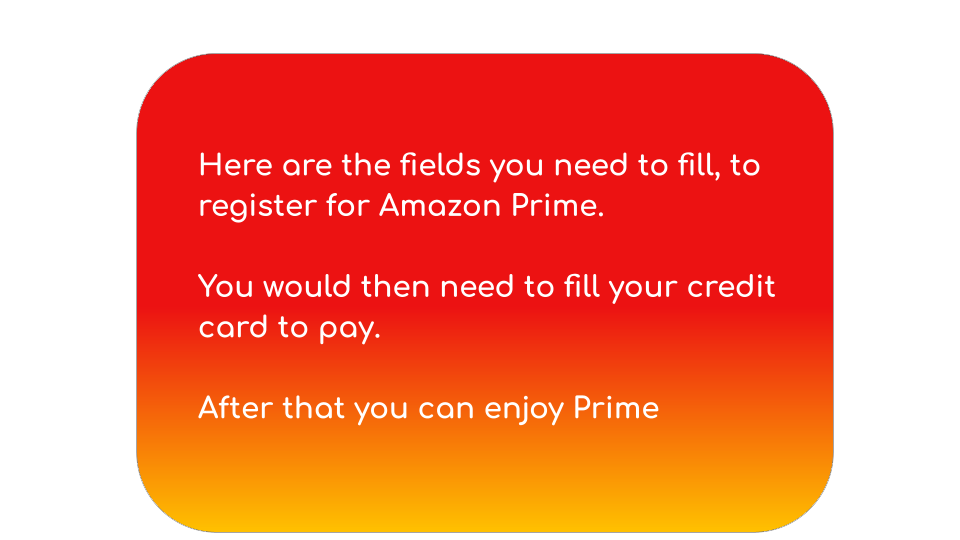 Here are the fields you need to fill, to
register for Amazon Prime.
You would then need to fill your credit
card to pay.
After that you can enjoy Prime